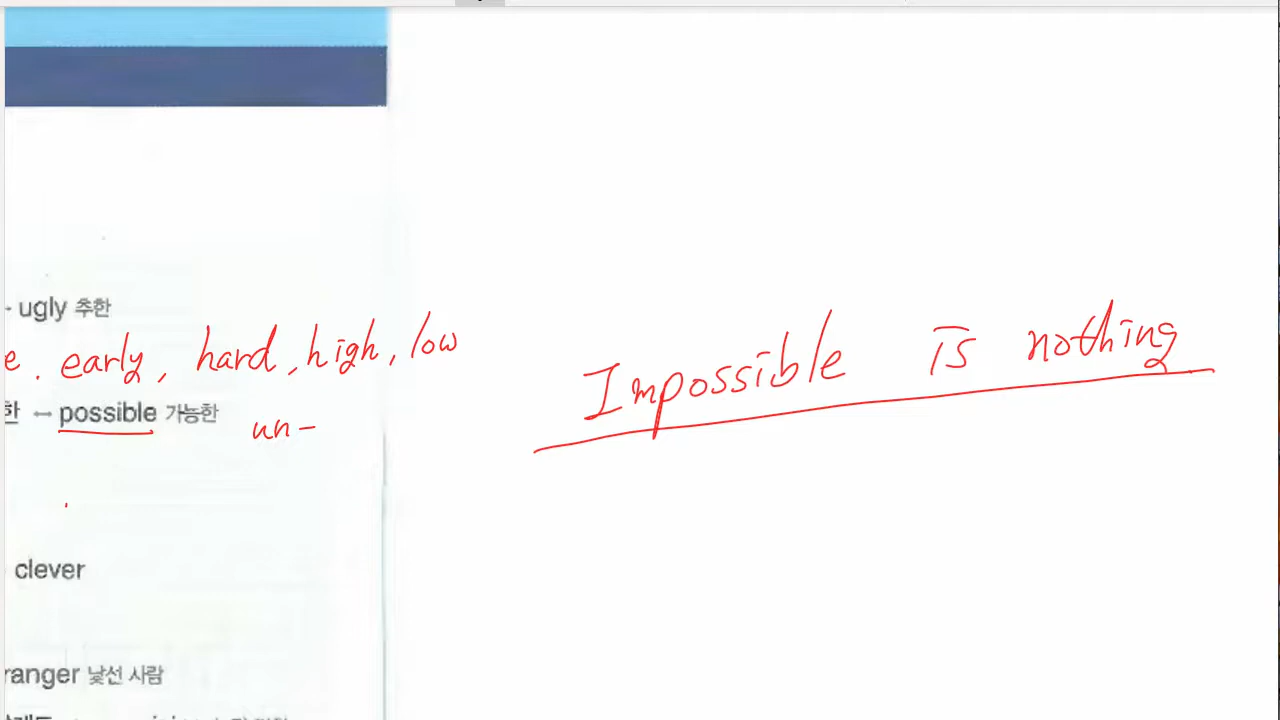 - ugly 추한
e. early, hard, high, low
한 ↔ possible 가능한
un-
clever
ranger 낯선 사람
Impossible is nothing